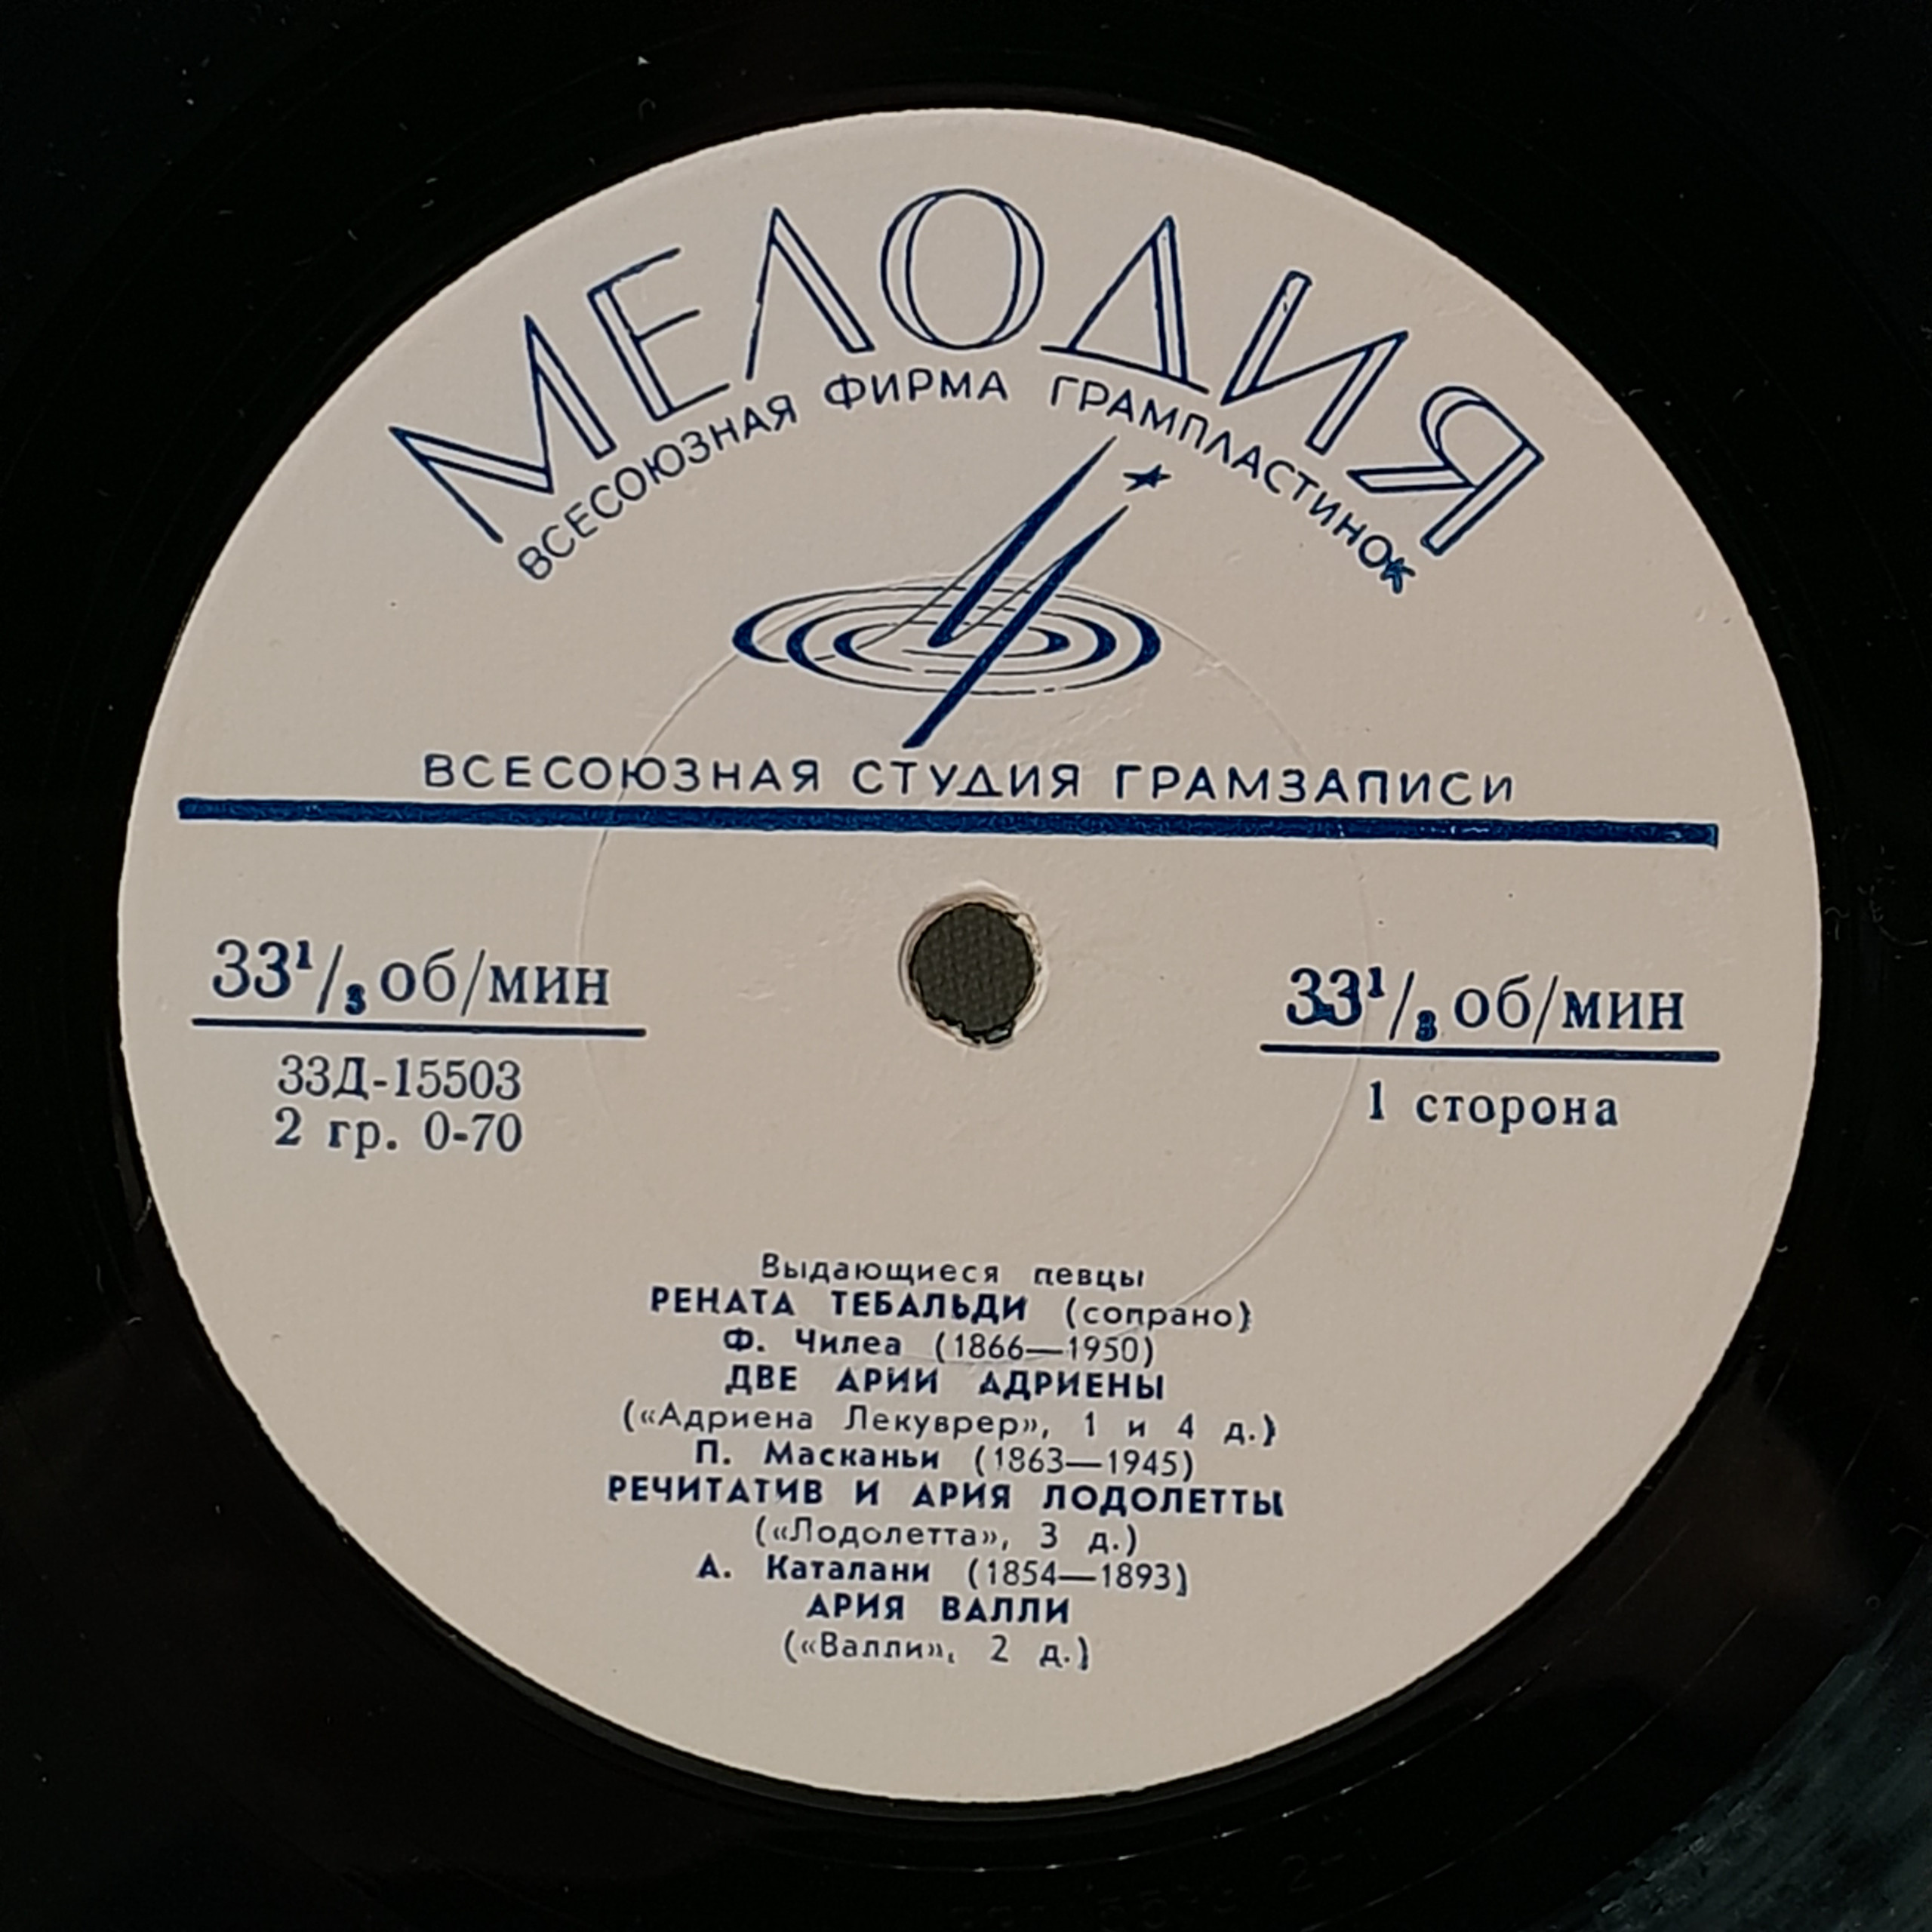 МЕЛОДИЯ
ВСЕСОЮЗНАЯ ФИРМА ГРАМПЛАСТИНОК
ВСЕСОЮЗНАЯ СТУДИЯ ГРАМЗАПИСИ
33¹/₃ об/мин
33Д-15503
2 гр. 0-70
33¹/₃ об/мин
1 сторона
Выдающиеся певцы
РЕНАТА ТЕБАЛЬДИ (сопрано)
Ф. Чилеа (1866—1950)
ДВЕ АРИИ АДРИЕНЫ
(«Адриена Лекуврер», 1 и 4 д.)
П. Масканьи (1863—1945)
РЕЧИТАТИВ И АРИЯ ЛОДОЛЕТТЫ
(«Лодолетта», 3 д.)
А. Каталани (1854—1893)
АРИЯ ВАЛЛИ
(«Валли», 2 д.)